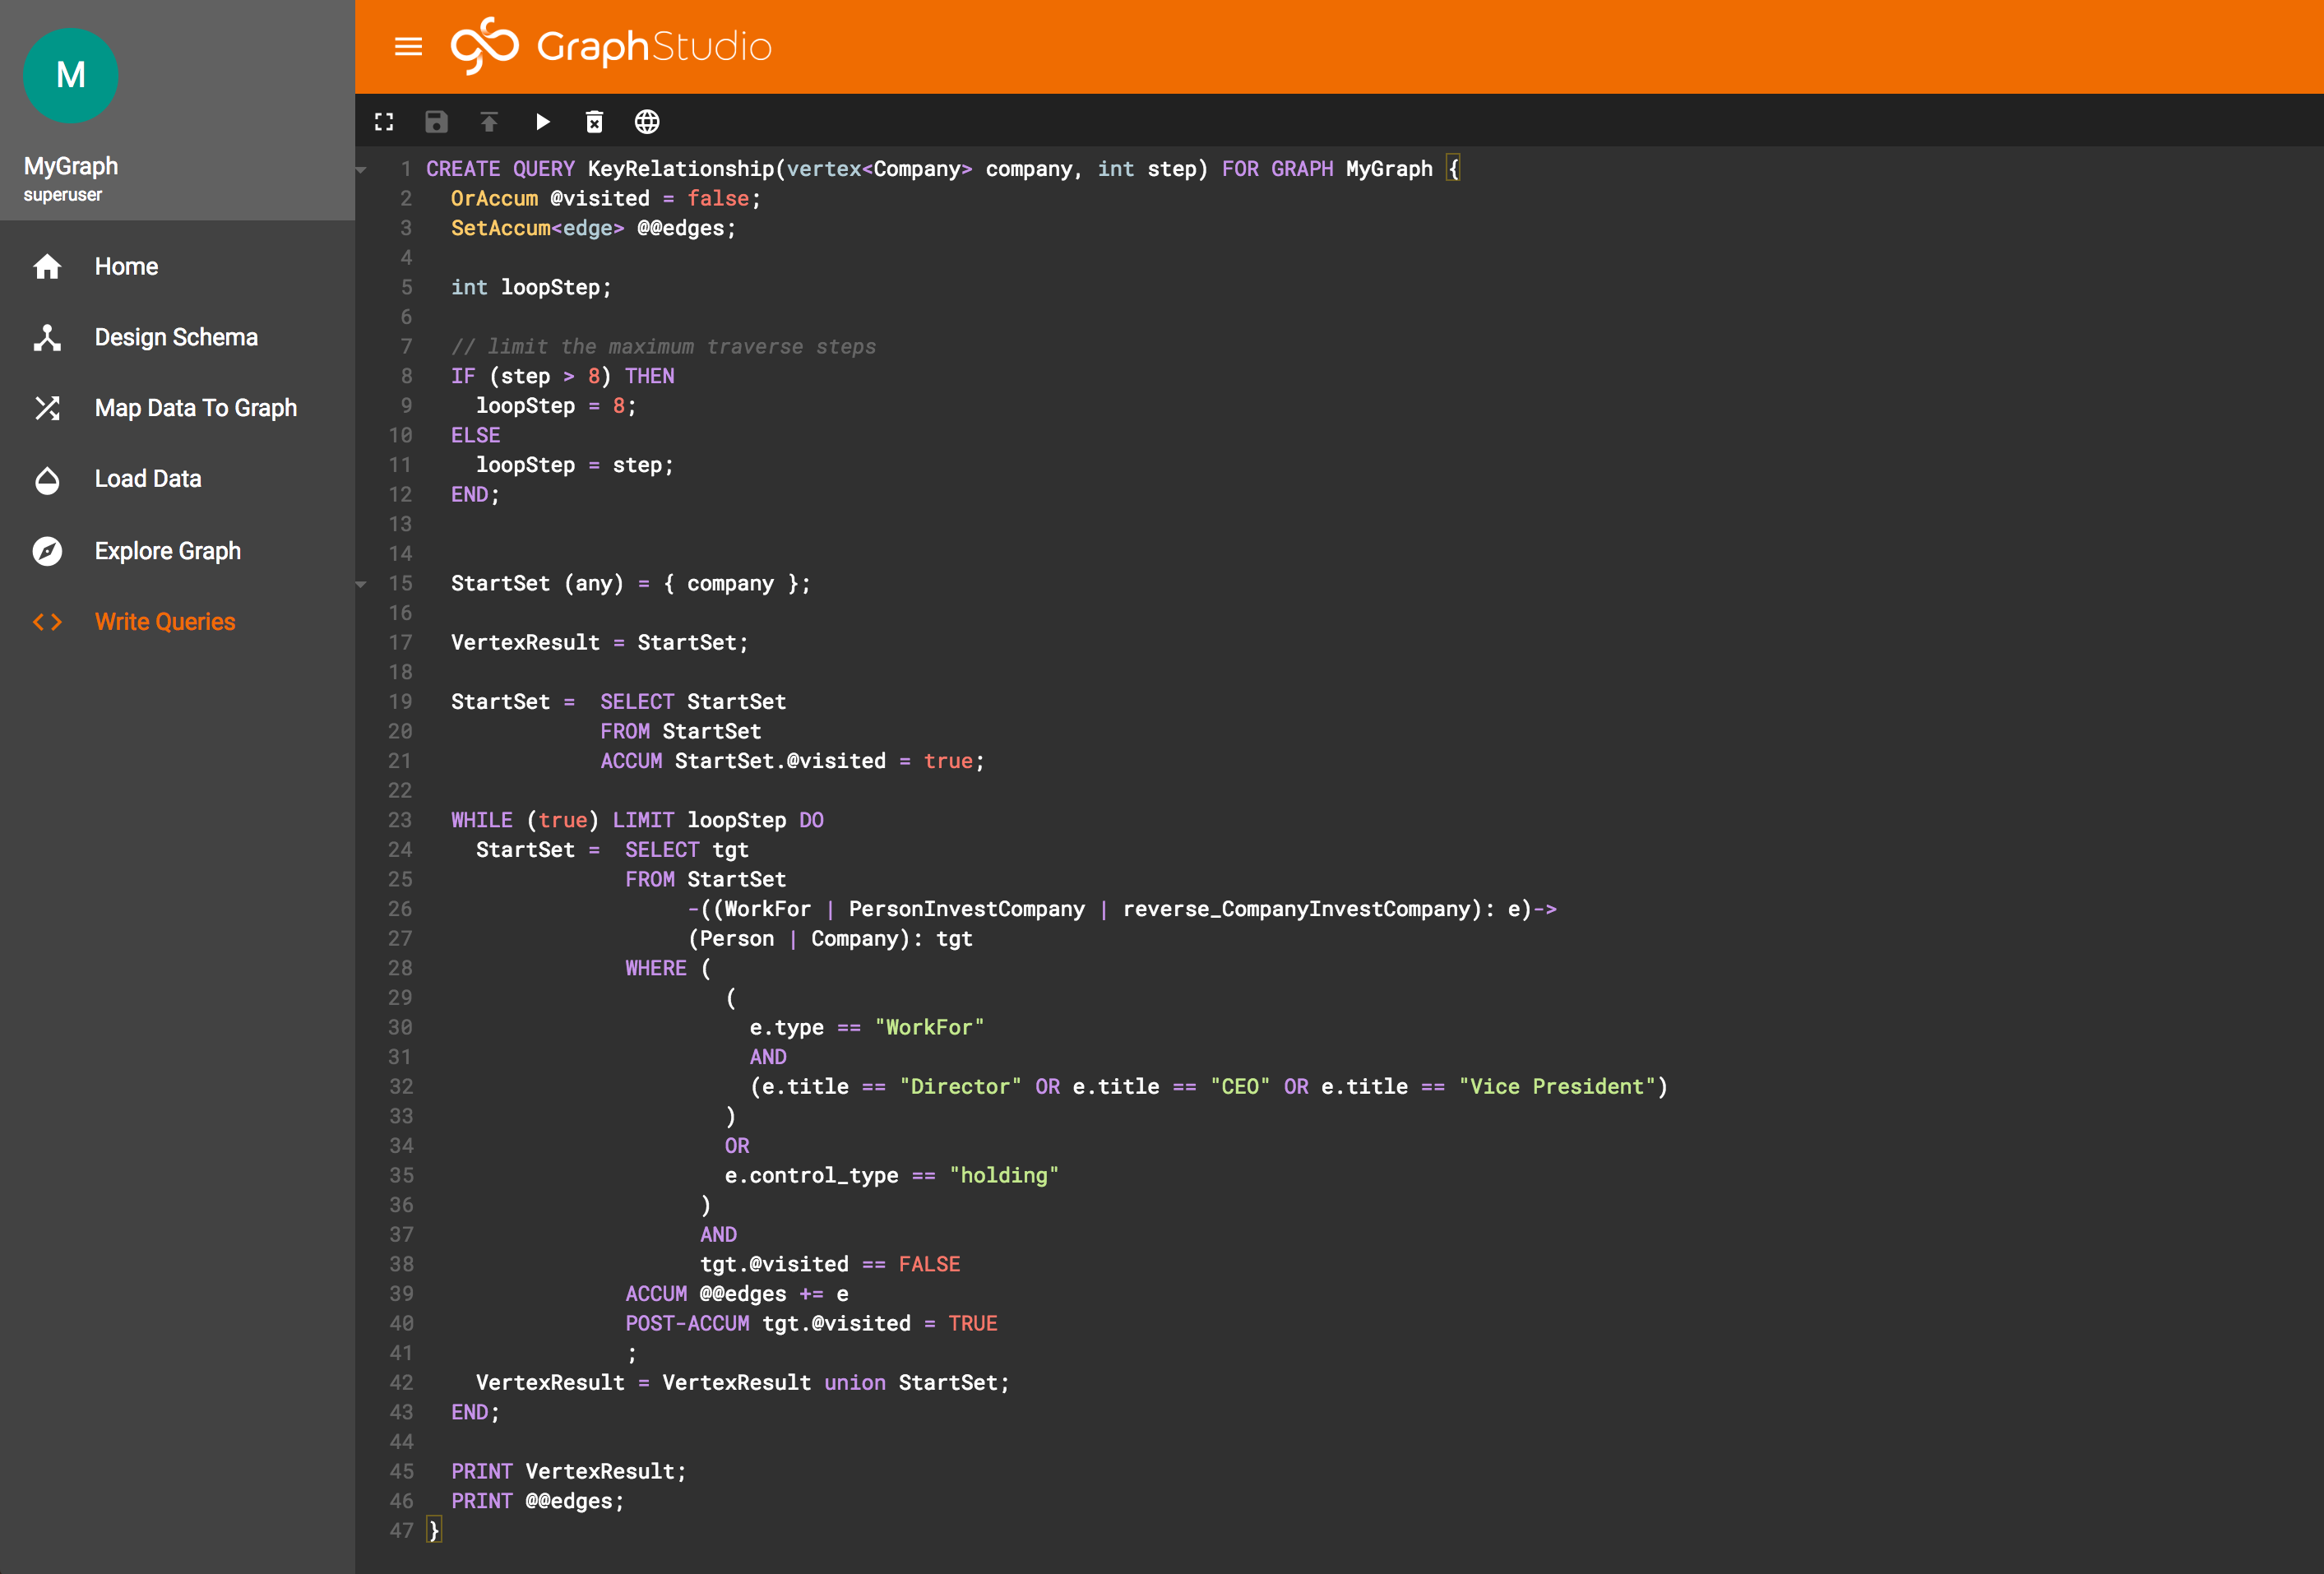 M
MyGraph
superuser
Home
Design Schema
Map Data To Graph
Load Data
Explore Graph
Write Queries
GraphStudio
1 CREATE QUERY KeyRelationship(vertex<Company> company, int step) FOR GRAPH MyGraph {
2 OrAccum @visited = false;
3 SetAccum<edge> @@edges;
4
5 int loopStep;
6
7 // limit the maximum traverse steps
8 IF (step > 8) THEN
9 loopStep = 8;
10 ELSE
11 loopStep = step;
12 END;
13
14
15 StartSet (any) = { company };
16
17 VertexResult = StartSet;
18
19 StartSet = SELECT StartSet
20 FROM StartSet
21 ACCUM StartSet.@visited = true;
22
23 WHILE (true) LIMIT loopStep DO
24 StartSet = SELECT tgt
25 FROM StartSet
26 -((WorkFor | PersonInvestCompany | reverse_CompanyInvestCompany): e)->
27 (Person | Company): tgt
28 WHERE (
29 (
30 e.type == "WorkFor"
31 AND
32 (e.title == "Director" OR e.title == "CEO" OR e.title == "Vice President")
33 )
34 OR
35 e.control_type == "holding"
36 )
37 AND
38 tgt.@visited == FALSE
39 ACCUM @@edges += e
40 POST-ACCUM tgt.@visited = TRUE
41 ;
42 VertexResult = VertexResult union StartSet;
43 END;
44
45 PRINT VertexResult;
46 PRINT @@edges;
47 }